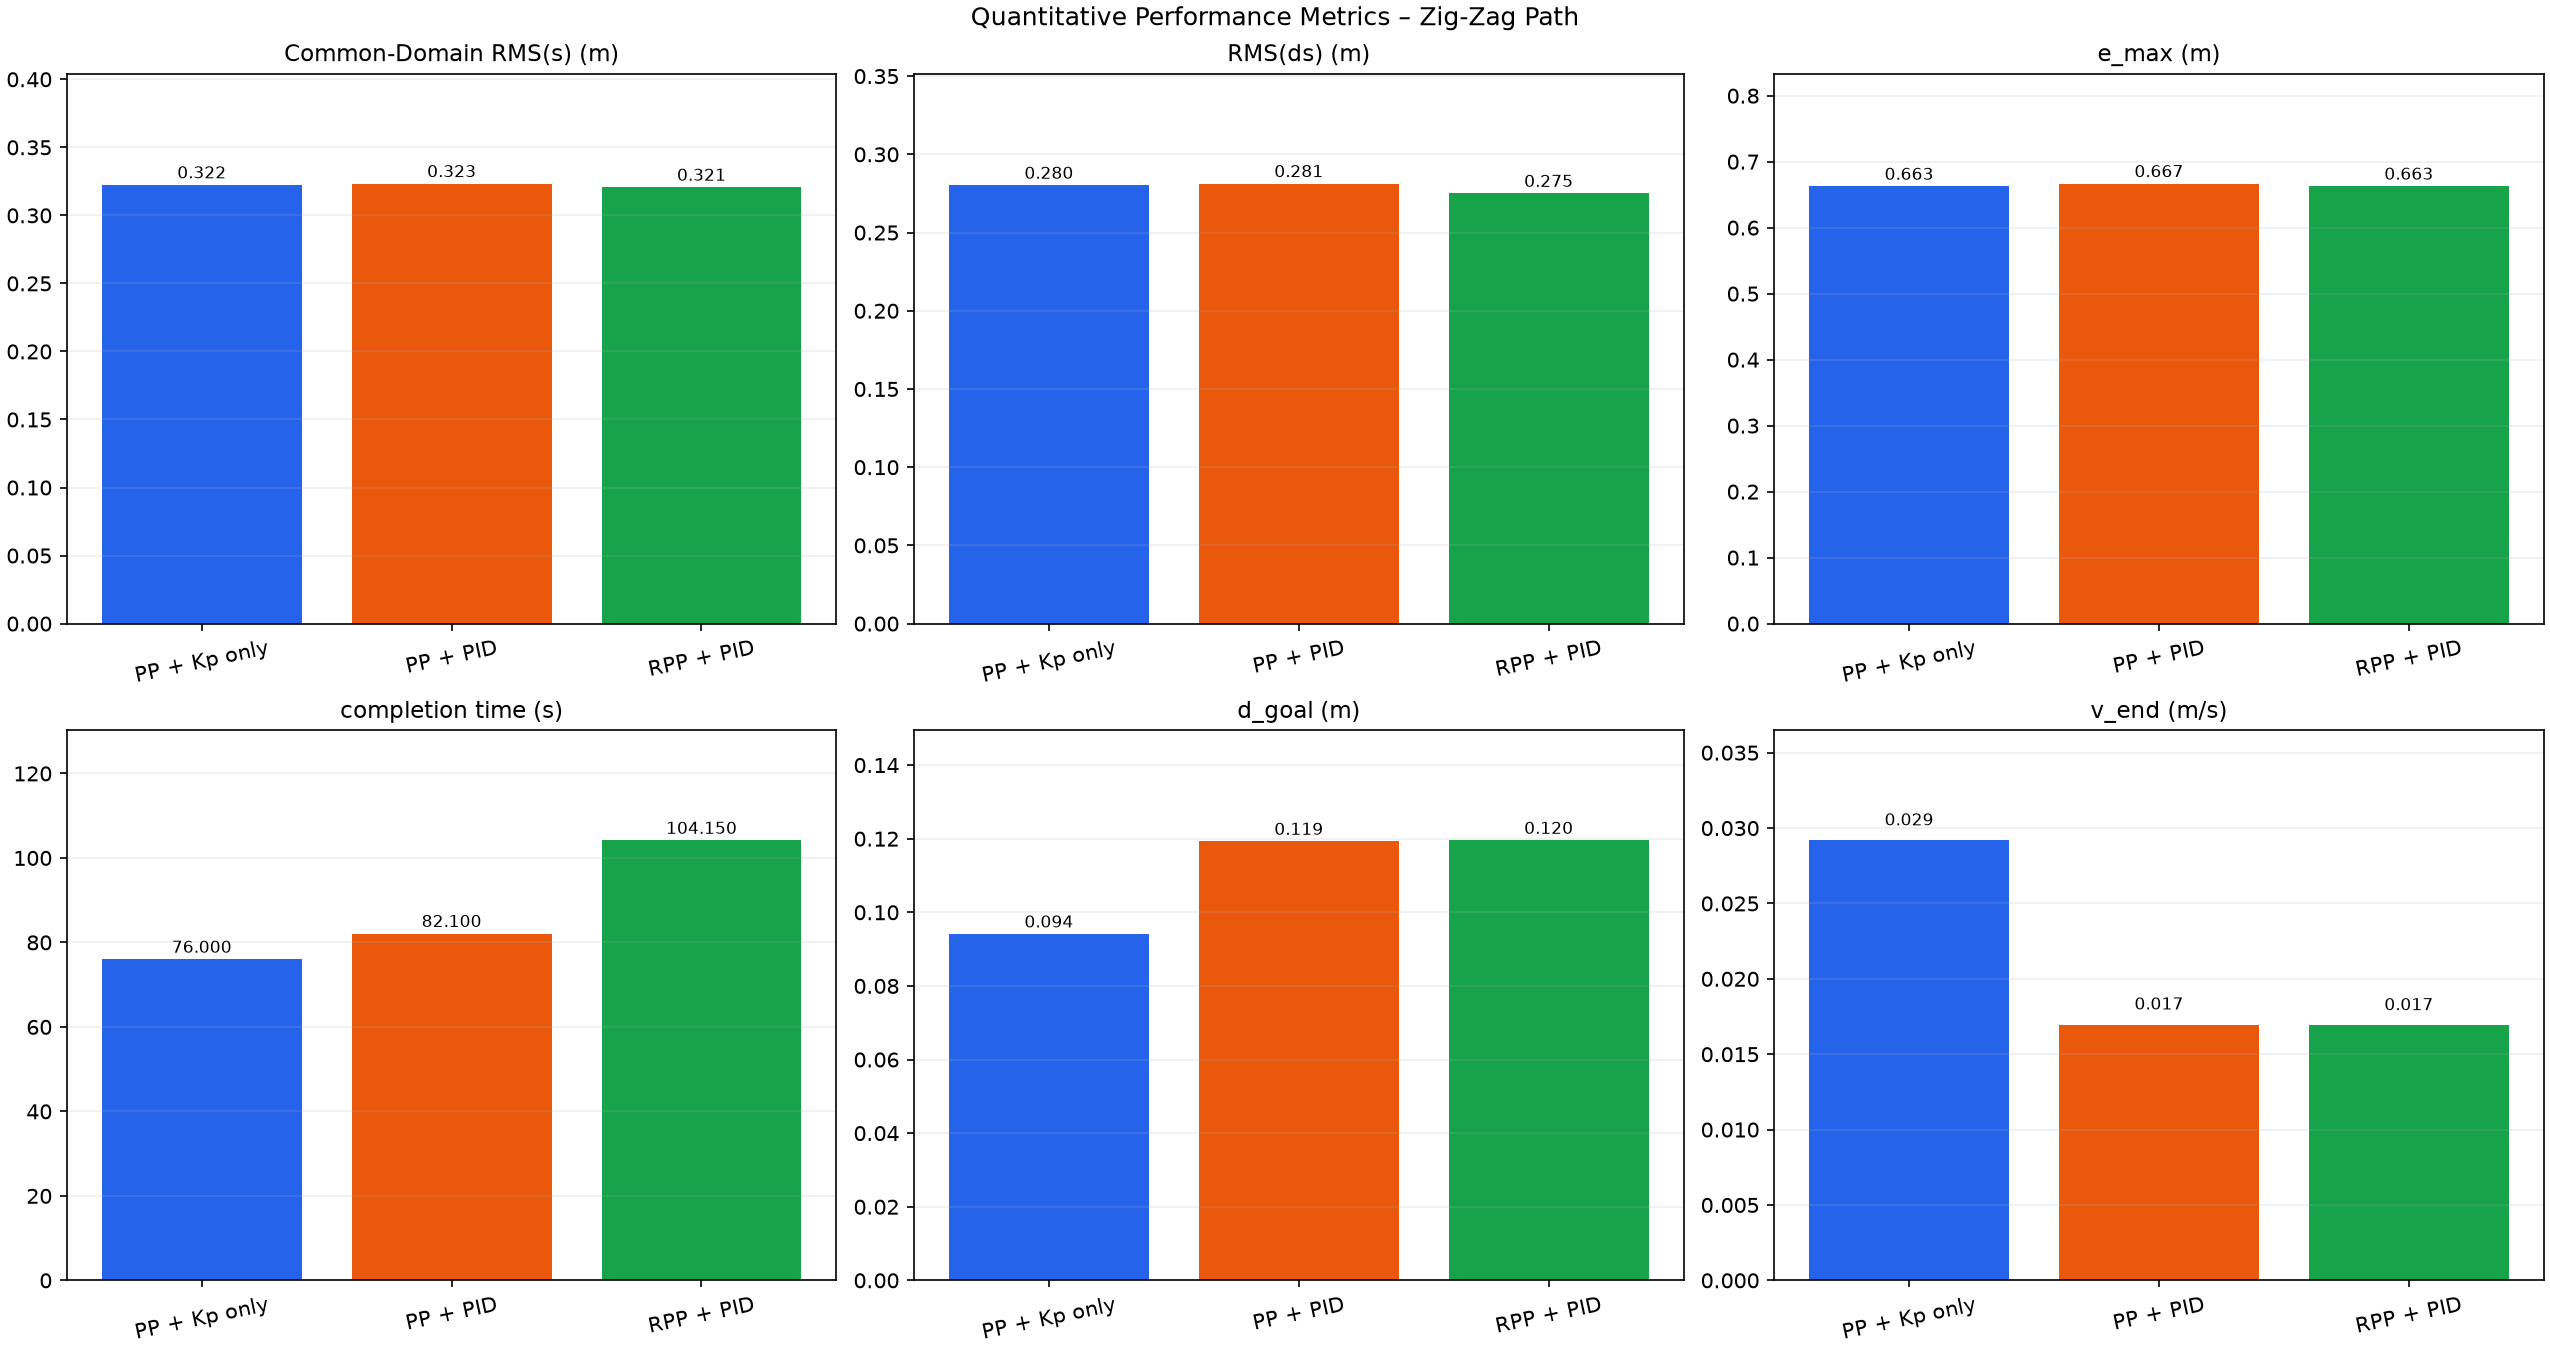 Quantitative Performance Metrics – Zig-Zag Path
Common-Domain RMS(s) (m)
0.40
0.35
0.30
0.25
0.20
0.15
0.10
0.05
0.00
0.322
0.323
0.321
PP + Kp only
PP + PID
RPP + PID
RMS(ds) (m)
0.35
0.30
0.25
0.20
0.15
0.10
0.05
0.00
0.280
0.281
0.275
PP + Kp only
PP + PID
RPP + PID
e_max (m)
0.8
0.7
0.6
0.5
0.4
0.3
0.2
0.1
0.0
0.663
0.667
0.663
PP + Kp only
PP + PID
RPP + PID
completion time (s)
120
100
80
60
40
20
0
76.000
82.100
104.150
PP + Kp only
PP + PID
RPP + PID
d_goal (m)
0.14
0.12
0.10
0.08
0.06
0.04
0.02
0.00
0.094
0.119
0.120
PP + Kp only
PP + PID
RPP + PID
v_end (m/s)
0.035
0.030
0.025
0.020
0.015
0.010
0.005
0.000
0.029
0.017
0.017
PP + Kp only
PP + PID
RPP + PID